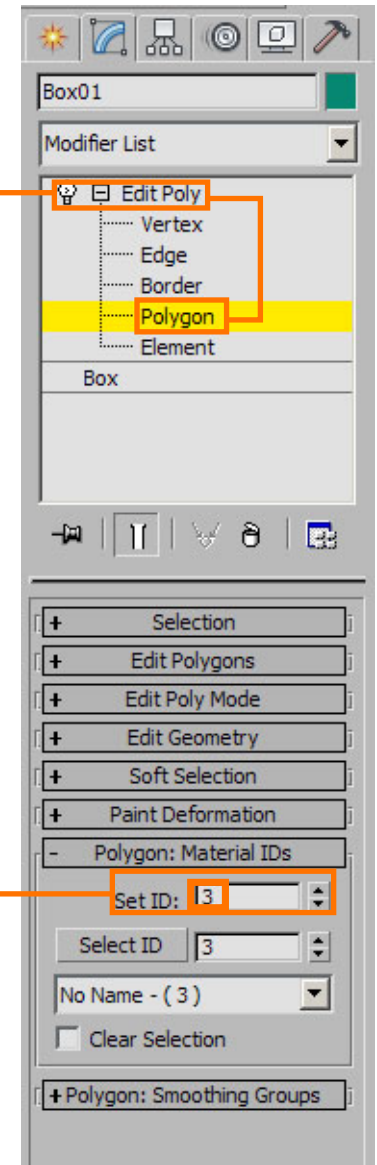 Box01
Modifier List
Edit Poly
Vertex
Edge
Border
Polygon
Element
Box
+ Selection
+ Edit Polygons
+ Edit Poly Mode
+ Edit Geometry
+ Soft Selection
+ Paint Deformation
- Polygon: Material IDs
Set ID: 3
Select ID 3
No Name - ( 3 )
Clear Selection
+ Polygon: Smoothing Groups